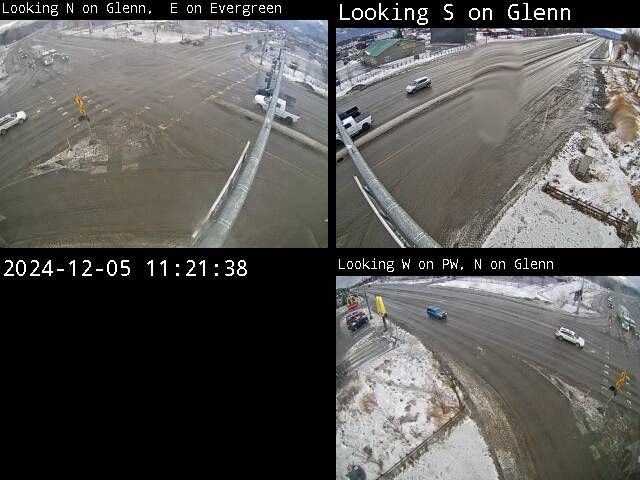 Looking N on Glenn,  E on Evergreen
Looking S on Glenn
2024-12-05 11:21:38
Looking W on PW, N on Glenn